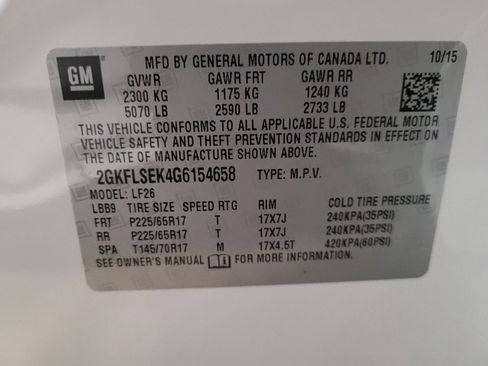 GM
MFD BY GENERAL MOTORS OF CANADA LTD. 10/15
GVWR GAWR FRT GAWR RR
2300 KG 1175 KG 1240 KG
5070 LB 2590 LB 2733 LB
THIS VEHICLE CONFORMS TO ALL APPLICABLE U.S. FEDERAL MOTOR
VEHICLE SAFETY AND THEFT PREVENTION STANDARDS IN EFFECT ON
THE DATE OF MANUFACTURE SHOWN ABOVE.
2GKFLSEK4G6154658 TYPE: M.P.V.
MODEL: LF26
LBB9 TIRE SIZE SPEED RTG RIM COLD TIRE PRESSURE
FRT P225/65R17 T 17X7J 240KPA(35PSI)
RR P225/65R17 T 17X7J 240KPA(35PSI)
SPA T145/70R17 M 17X4.5T 420KPA(60PSI)
SEE OWNER'S MANUAL FOR MORE INFORMATION